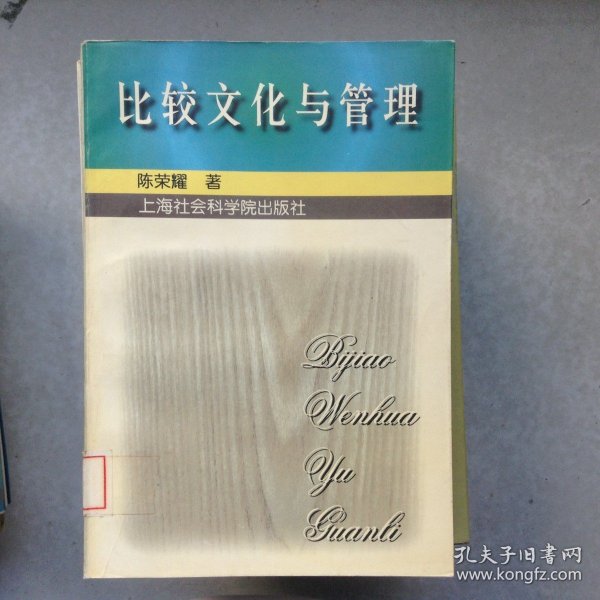 比较文化与管理
陈荣耀 著
上海社会科学院出版社
Bijiao
Wenhua
Yu
Guanli
孔夫子旧书网
www.kongfz.com